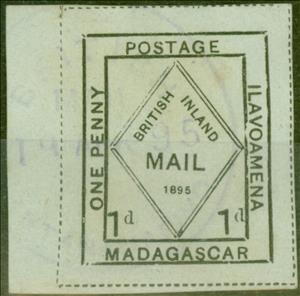 POSTAGE
ONE PENNY
ILAVOAMENA
BRITISH INLAND
MAIL
1895
1d 1d
MADAGASCAR